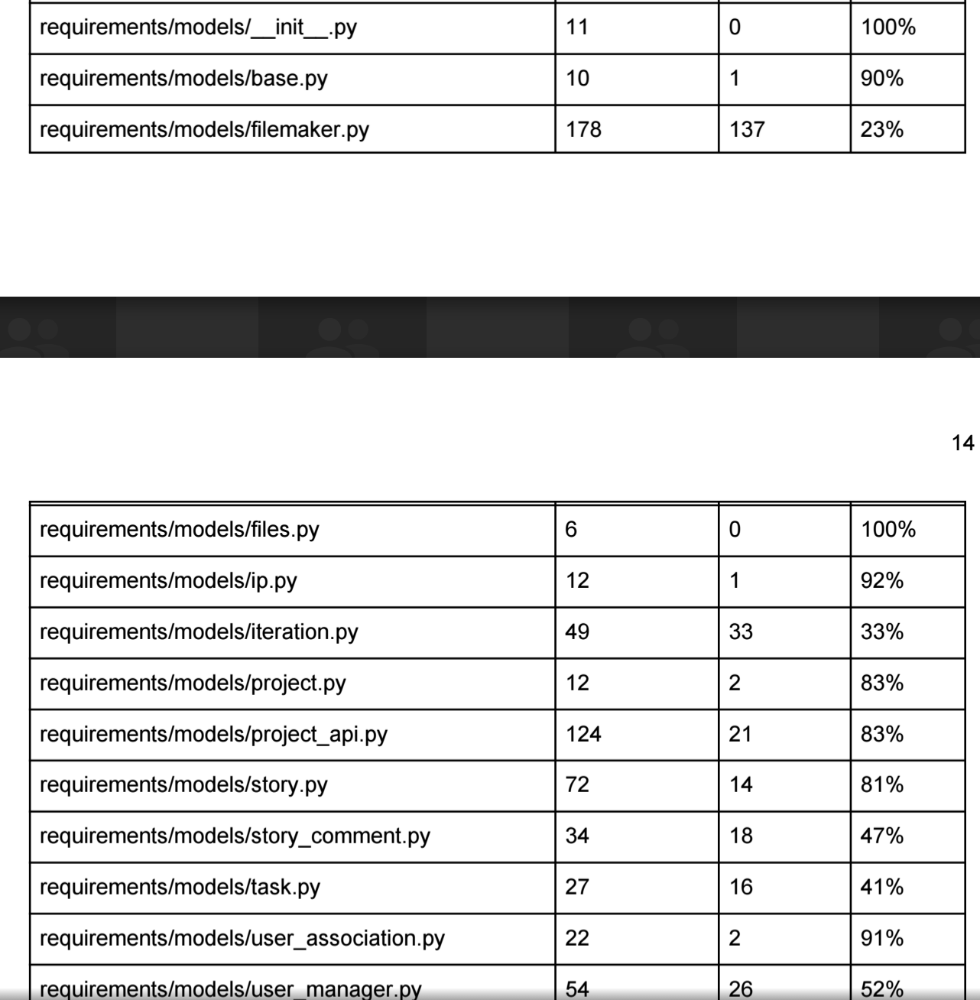 requirements/models/__init__.py 11 0 100%
requirements/models/base.py 10 1 90%
requirements/models/filemaker.py 178 137 23%
14
requirements/models/files.py 6 0 100%
requirements/models/ip.py 12 1 92%
requirements/models/iteration.py 49 33 33%
requirements/models/project.py 12 2 83%
requirements/models/project_api.py 124 21 83%
requirements/models/story.py 72 14 81%
requirements/models/story_comment.py 34 18 47%
requirements/models/task.py 27 16 41%
requirements/models/user_association.py 22 2 91%
requirements/models/user_manager.py 54 26 52%